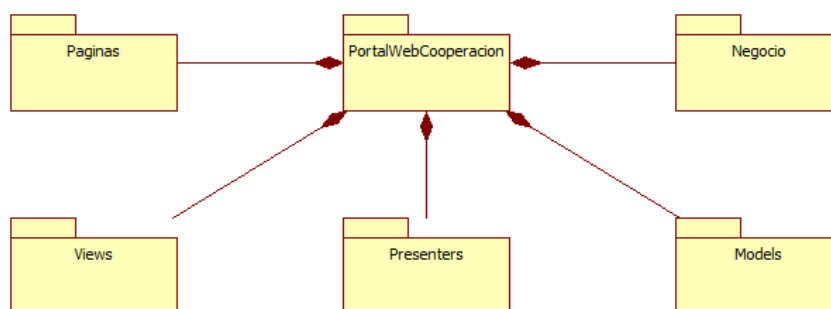 Paginas
PortalWebCooperacion
Negocio
Views
Presenters
Models